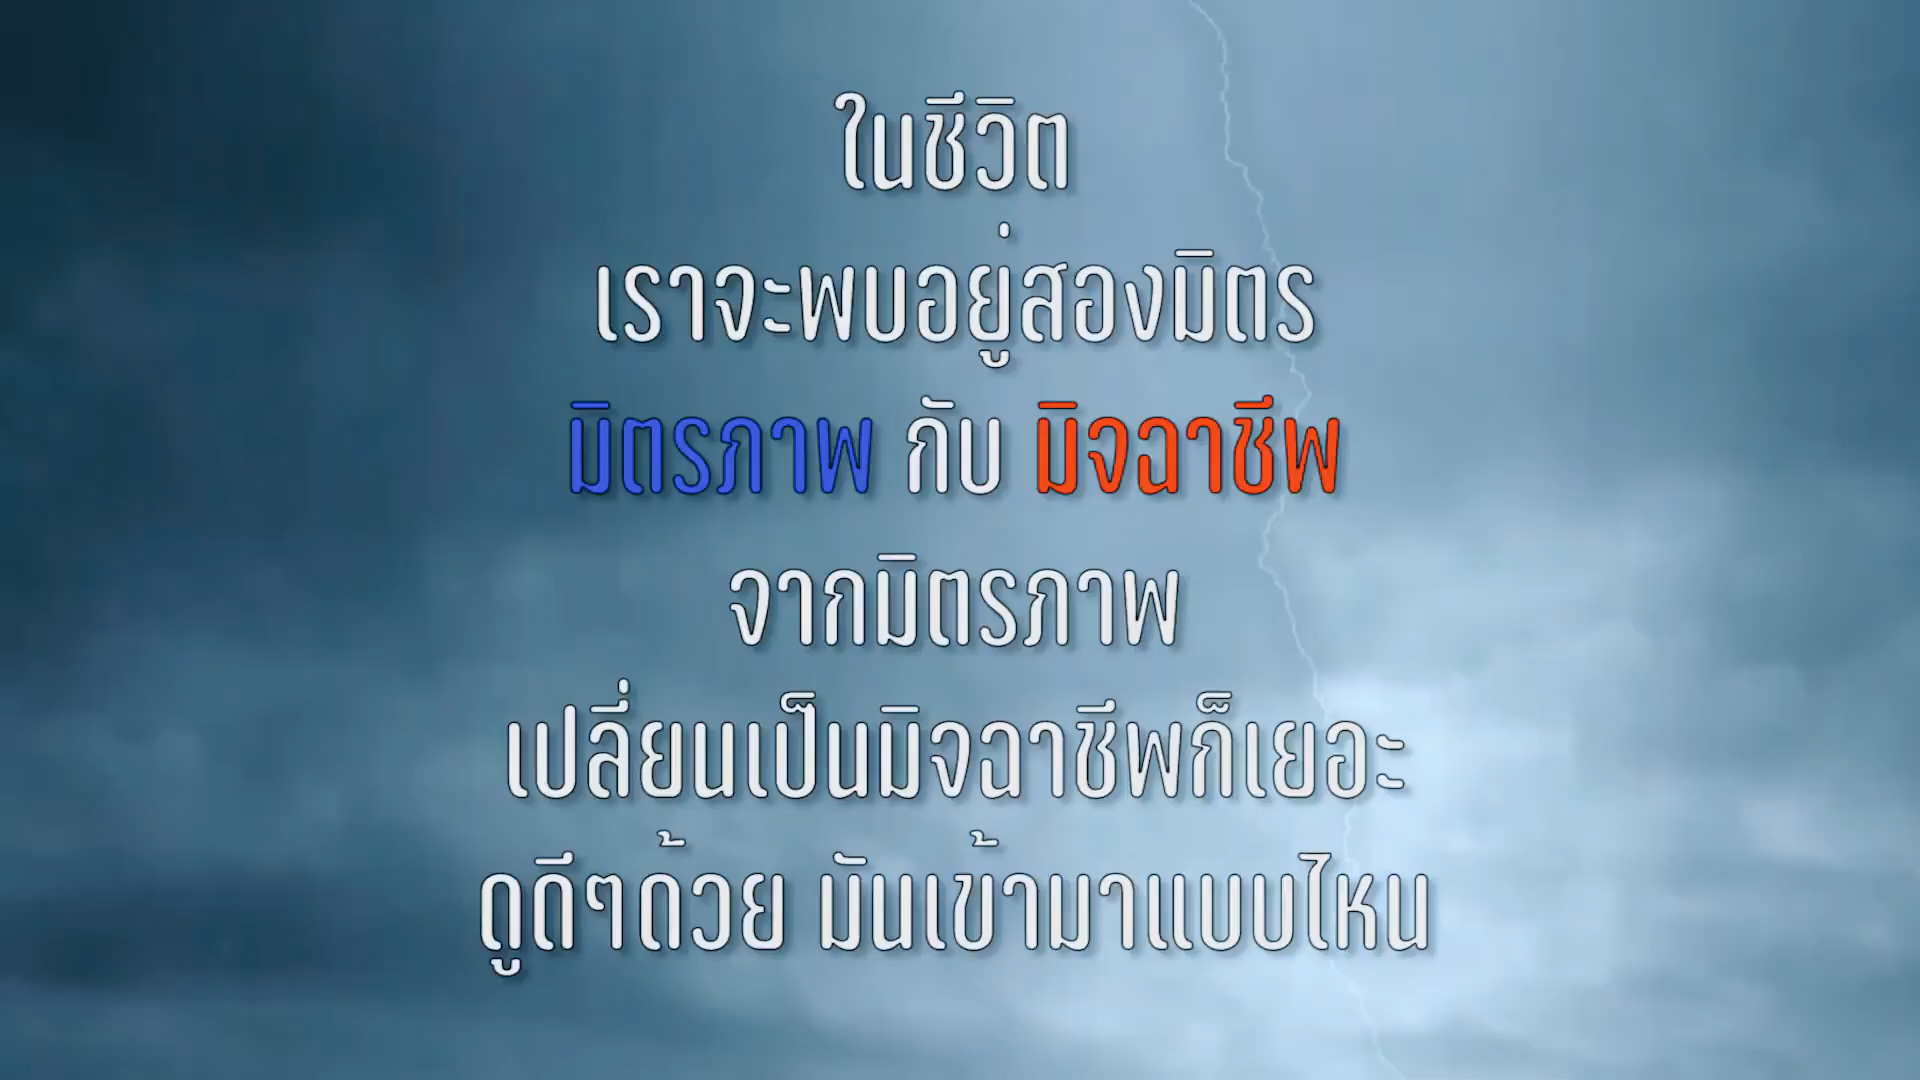 ในชีวิต
เราจะพบอยู่สองมิตร
มิตรภาพ กับ มิจฉาชีพ
จากมิตรภาพ
เปลี่ยนเป็นมิจฉาชีพก็เยอะ
ดูดีๆด้วย มันเข้ามาแบบไหน